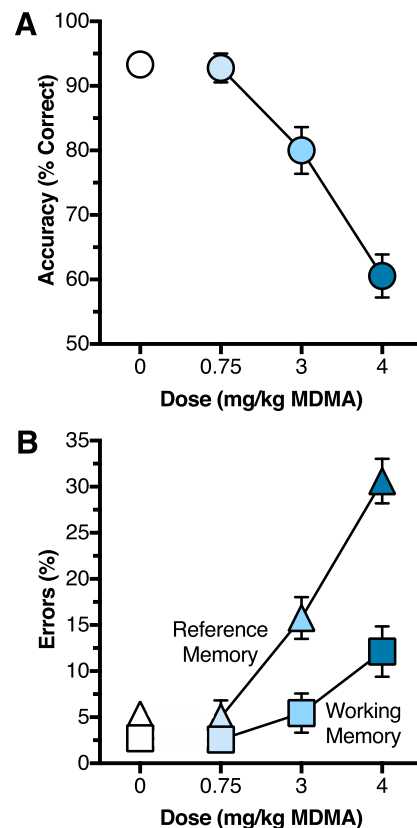 A
100
90
80
70
60
50
Accuracy (% Correct)
0 0.75 3 4
Dose (mg/kg MDMA)
B
35
30
25
20
15
10
5
0
Errors (%)
Reference
Memory
Working
Memory
0 0.75 3 4
Dose (mg/kg MDMA)